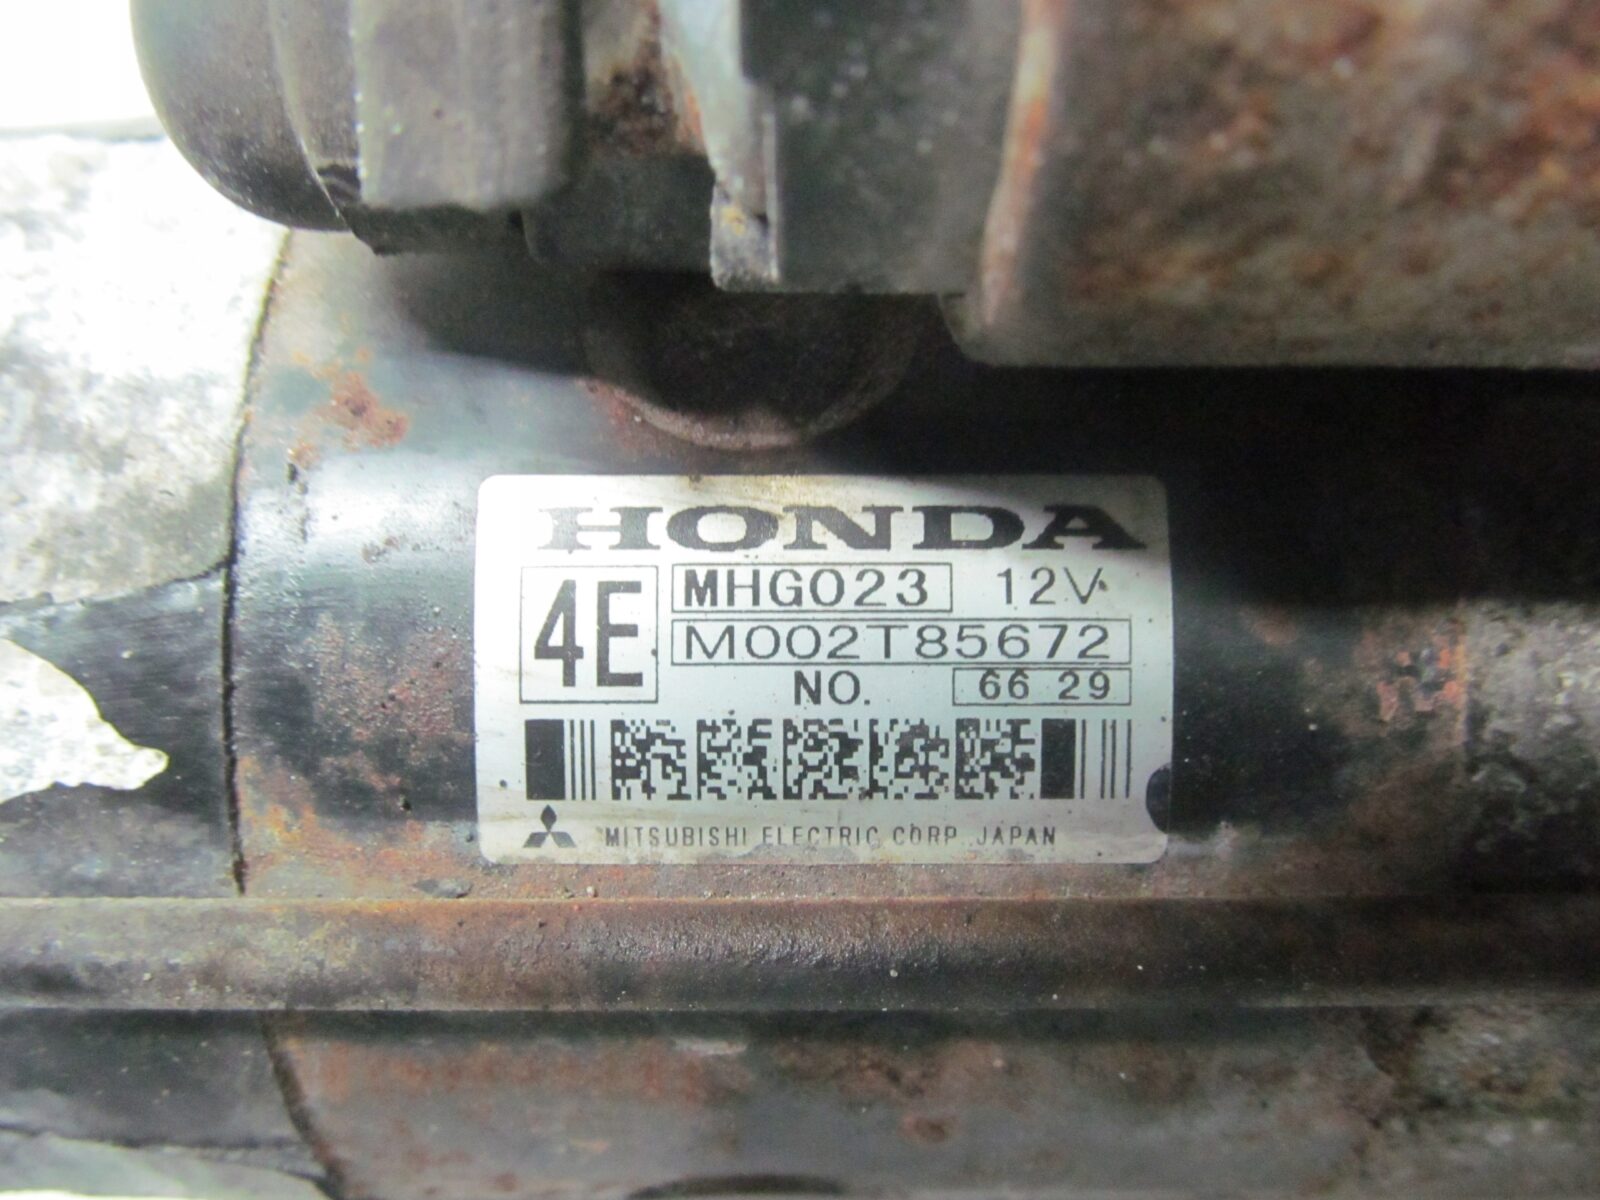 HONDA
4E
MHG023 12V
M002T85672
NO. 66 29
MITSUBISHI ELECTRIC CORP. JAPAN